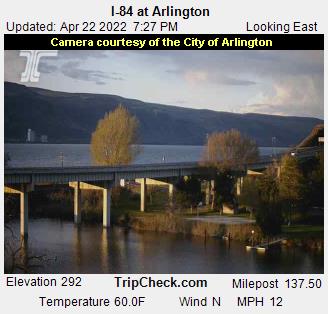 I-84 at Arlington
Updated: Apr 22 2022 7:27 PM Looking East
Camera courtesy of the City of Arlington
Elevation 292 TripCheck.com Milepost 137.50
Temperature 60.0F Wind N MPH 12